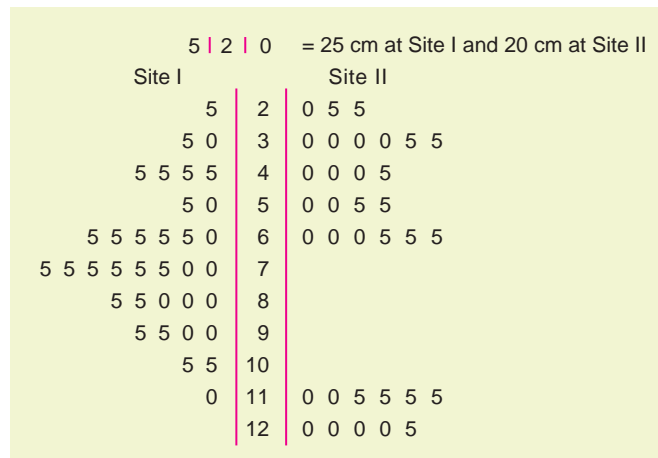 5 | 2 | 0 = 25 cm at Site I and 20 cm at Site II
Site I Site II
5 | 2 | 0 5 5
5 0 | 3 | 0 0 0 0 5 5
5 5 5 5 | 4 | 0 0 0 5
5 0 | 5 | 0 0 5 5
5 5 5 5 5 0 | 6 | 0 0 0 5 5 5
5 5 5 5 5 5 0 0 | 7 |
5 5 0 0 0 | 8 |
5 5 0 0 | 9 |
5 5 | 10 |
0 | 11 | 0 0 5 5 5 5
| 12 | 0 0 0 0 5